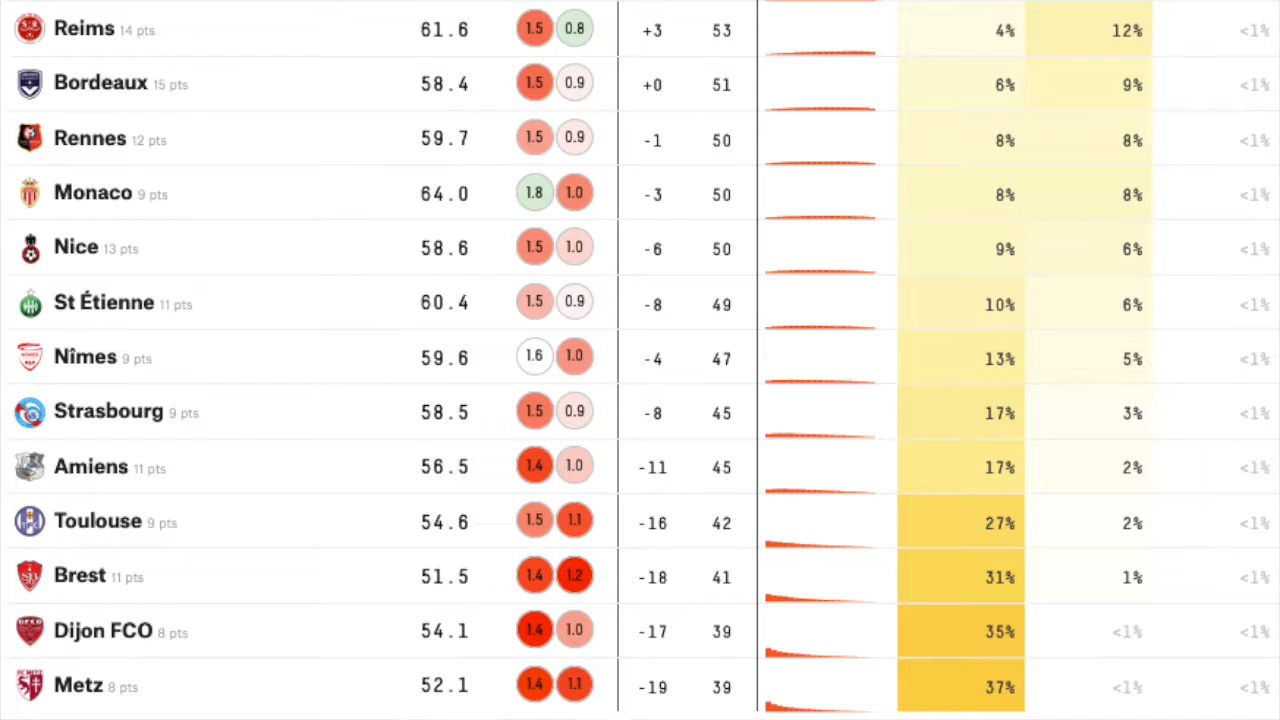 Reims 14 pts 61.6 1.5 0.8 +3 53 4% 12% <1%
Bordeaux 15 pts 58.4 1.5 0.9 +0 51 6% 9% <1%
Rennes 12 pts 59.7 1.5 0.9 -1 50 8% 8% <1%
Monaco 9 pts 64.0 1.8 1.0 -3 50 8% 8% <1%
Nice 13 pts 58.6 1.5 1.0 -6 50 9% 6% <1%
St Étienne 11 pts 60.4 1.5 0.9 -8 49 10% 6% <1%
Nîmes 9 pts 59.6 1.6 1.0 -4 47 13% 5% <1%
Strasbourg 9 pts 58.5 1.5 0.9 -8 45 17% 3% <1%
Amiens 11 pts 56.5 1.4 1.0 -11 45 17% 2% <1%
Toulouse 9 pts 54.6 1.5 1.1 -16 42 27% 2% <1%
Brest 11 pts 51.5 1.4 1.2 -18 41 31% 1% <1%
Dijon FCO 8 pts 54.1 1.4 1.0 -17 39 35% <1% <1%
Metz 8 pts 52.1 1.4 1.1 -19 39 37% <1% <1%